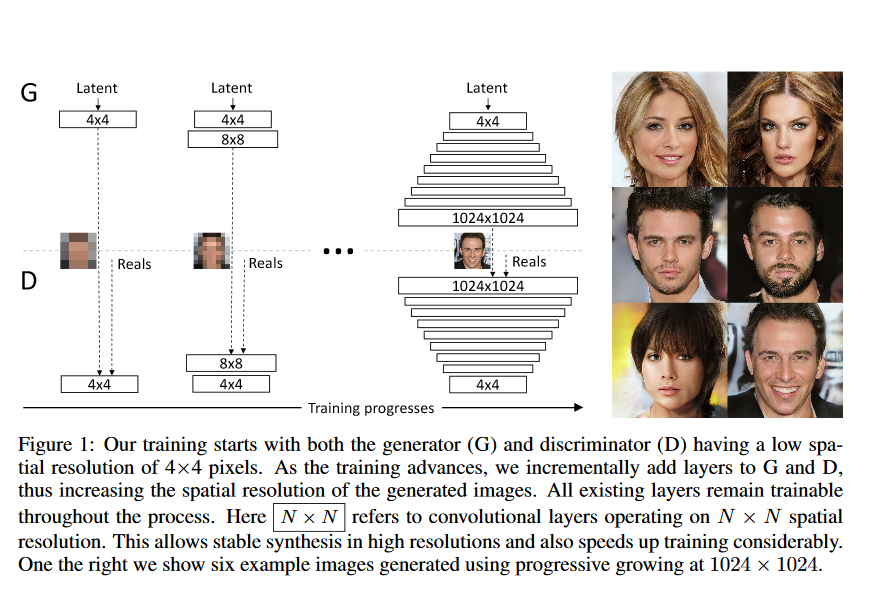 G
Latent
4x4
Latent
4x4
8x8
Latent
4x4
1024x1024
Reals
Reals
...
Reals
D
1024x1024
8x8
4x4
4x4
4x4
Training progresses
Figure 1: Our training starts with both the generator (G) and discriminator (D) having a low spa-
tial resolution of 4×4 pixels. As the training advances, we incrementally add layers to G and D,
thus increasing the spatial resolution of the generated images. All existing layers remain trainable
throughout the process. Here N × N refers to convolutional layers operating on N × N spatial
resolution. This allows stable synthesis in high resolutions and also speeds up training considerably.
One the right we show six example images generated using progressive growing at 1024 × 1024.